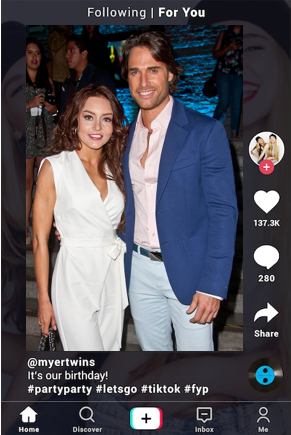 Following | For You
137.3K
280
Share
@myertwins
It's our birthday!
#partyparty #letsgo #tiktok #fyp
Home Discover Inbox Me